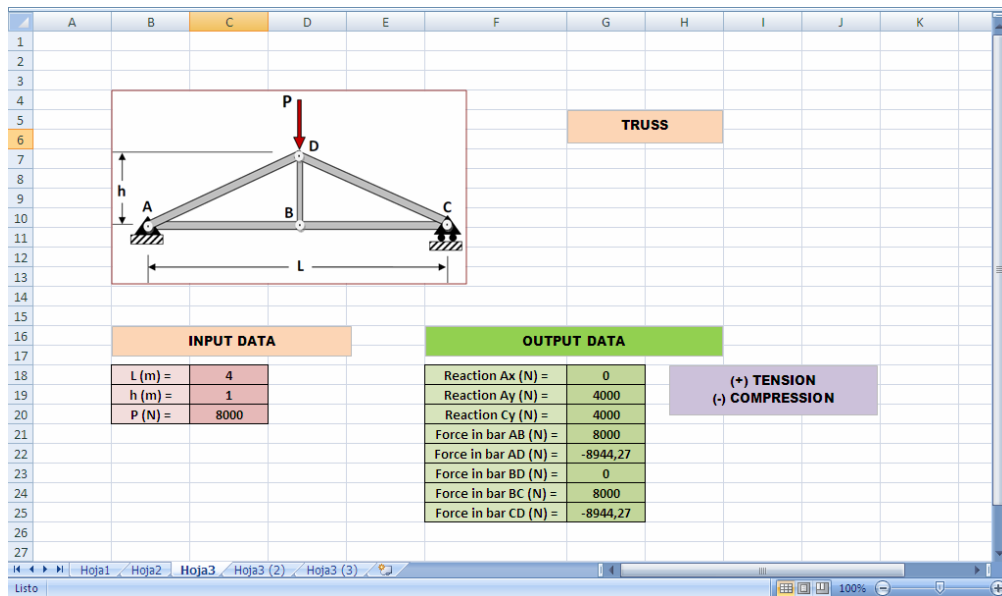 A B C D E F G H I J K
1
2
3
4
5
6
7
8
9
10
11
12
13
14
15
16
17
18
19
20
21
22
23
24
25
26
27
P
D
h
A
B
C
L
TRUSS
INPUT DATA
L (m) = 4
h (m) = 1
P (N) = 8000
OUTPUT DATA
Reaction Ax (N) = 0
Reaction Ay (N) = 4000
Reaction Cy (N) = 4000
Force in bar AB (N) = 8000
Force in bar AD (N) = -8944,27
Force in bar BD (N) = 0
Force in bar BC (N) = 8000
Force in bar CD (N) = -8944,27
(+) TENSION
(-) COMPRESSION
Hoja1 Hoja2 Hoja3 Hoja3 (2) Hoja3 (3)
Listo 100%